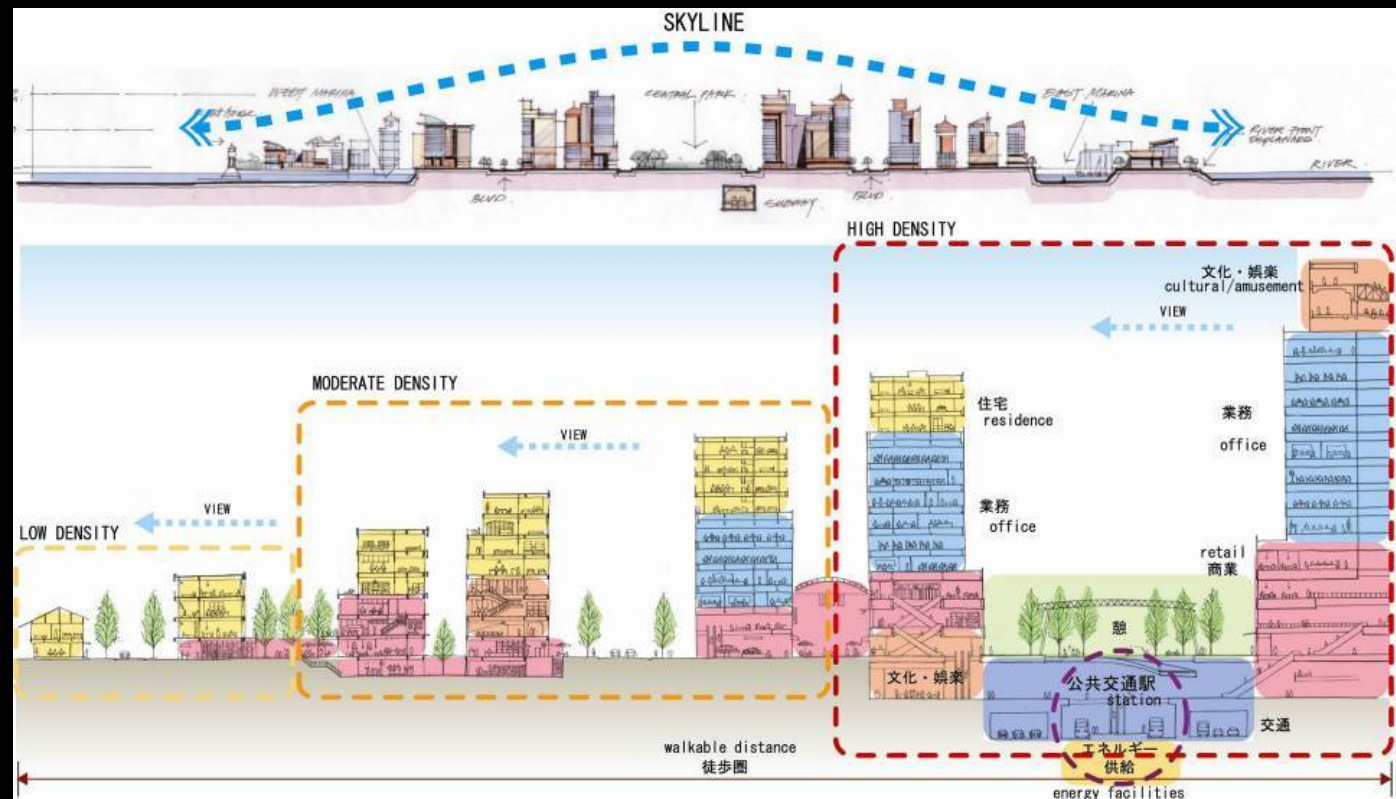 SKYLINE
WEST MARINA
CENTRAL PARK
EAST MARINA
RIVER FRONT
ESPLANADE
RIVER
BLVD.
SUBWAY
BLVD.
HIGH DENSITY
文化・娯楽
cultural/amusement
VIEW
MODERATE DENSITY
住宅
residence
業務
office
VIEW
業務
office
VIEW
LOW DENSITY
retail
商業
憩
文化・娯楽
公共交通駅
station
交通
walkable distance
徒歩圏
エネルギー
供給
energy facilities